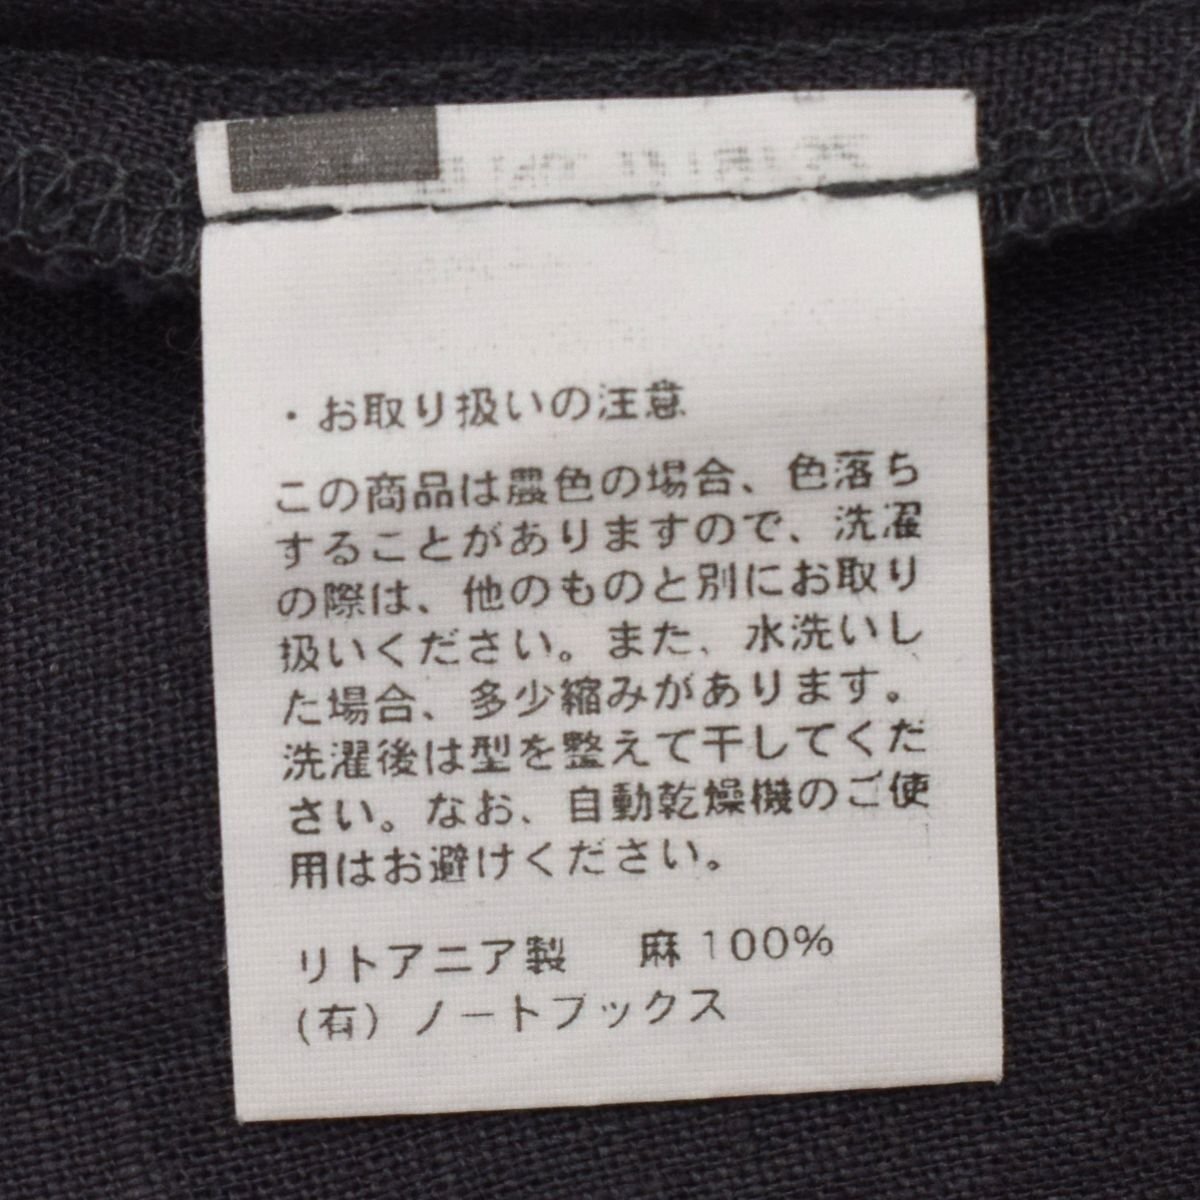 ・お取り扱いの注意
この商品は農色の場合、色落ち
することがありますので、洗濯
の際は、他のものと別にお取り
扱いください。また、水洗いし
た場合、多少縮みがあります。
洗濯後は型を整えて干してくだ
さい。なお、自動乾燥機のご使
用はお避けください。
リトアニア製　麻100%
(有) ノートブックス